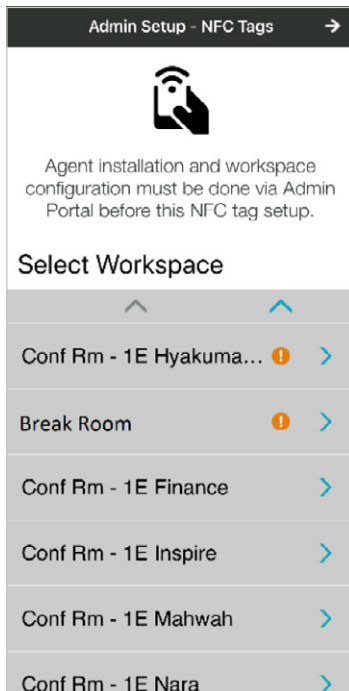 Admin Setup - NFC Tags
Agent installation and workspace
configuration must be done via Admin
Portal before this NFC tag setup.
Select Workspace
Conf Rm - 1E Hyakuma...
Break Room
Conf Rm - 1E Finance
Conf Rm - 1E Inspire
Conf Rm - 1E Mahwah
Conf Rm - 1E Nara